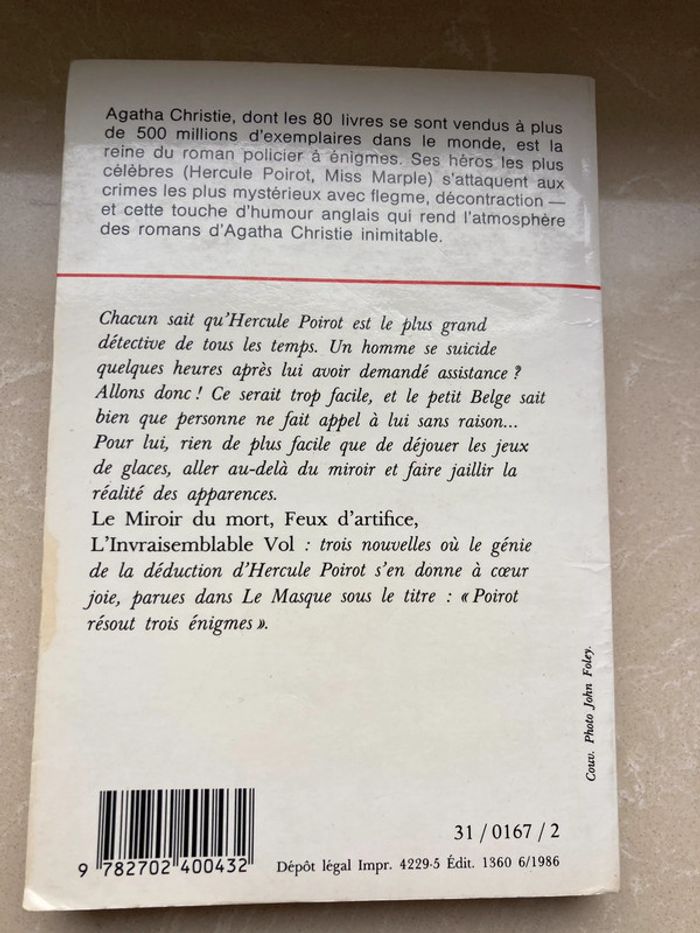 Agatha Christie, dont les 80 livres se sont vendus à plus
de 500 millions d'exemplaires dans le monde, est la
reine du roman policier à énigmes. Ses héros les plus
célèbres (Hercule Poirot, Miss Marple) s'attaquent aux
crimes les plus mystérieux avec flegme, décontraction —
et cette touche d'humour anglais qui rend l'atmosphère
des romans d'Agatha Christie inimitable.
Chacun sait qu'Hercule Poirot est le plus grand
détective de tous les temps. Un homme se suicide
quelques heures après lui avoir demandé assistance ?
Allons donc ! Ce serait trop facile, et le petit Belge sait
bien que personne ne fait appel à lui sans raison...
Pour lui, rien de plus facile que de déjouer les jeux
de glaces, aller au-delà du miroir et faire jaillir la
réalité des apparences.
Le Miroir du mort, Feux d'artifice,
L'Invraisemblable Vol : trois nouvelles où le génie
de la déduction d'Hercule Poirot s'en donne à cœur
joie, parues dans Le Masque sous le titre : « Poirot
résout trois énigmes ».
Couv. Photo John Foley.
31 / 0167 / 2
9 782702 400432
Dépôt légal Impr. 4229-5 Édit. 1360 6/1986